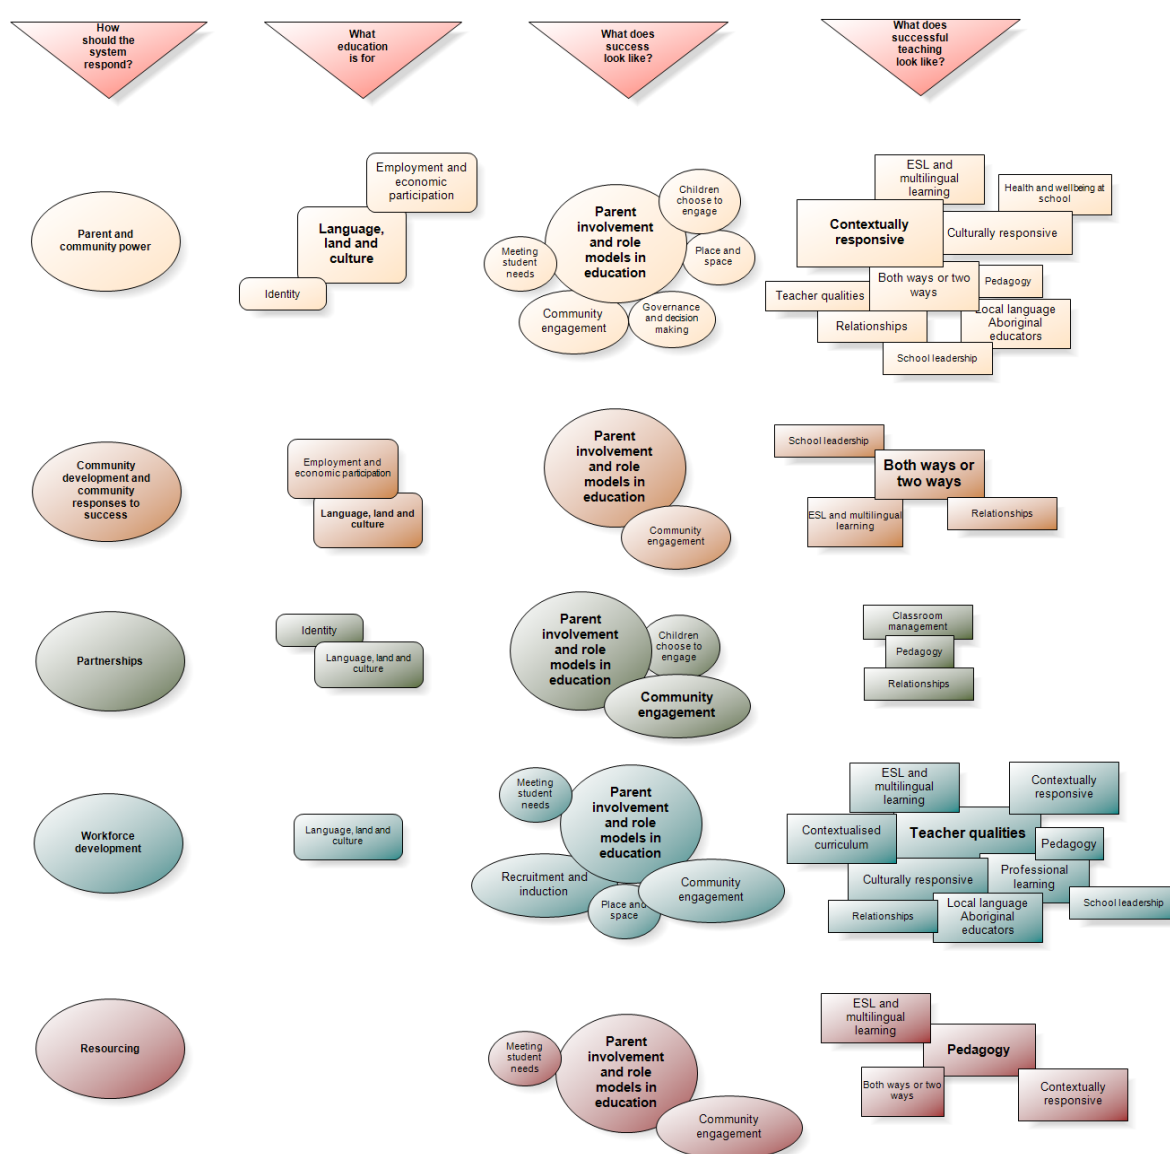 How
should the
system
respond?
What
education
is for
What does
success
look like?
What does
successful
teaching
look like?
Parent and
community power
Employment and
economic
participation
Language,
land and
culture
Identity
Parent
involvement
and role
models in
education
Children
choose to
engage
Meeting
student
needs
Place and
space
Community
engagement
Governance
and decision
making
ESL and
multilingual
learning
Health and wellbeing at
school
Contextually
responsive
Culturally responsive
Both ways or two
ways
Pedagogy
Teacher qualities
Local language
Aboriginal
educators
Relationships
School leadership
Community
development and
community
responses to
success
Employment and
economic participation
Language, land and
culture
Parent
involvement
and role
models in
education
Community
engagement
School leadership
Both ways or
two ways
ESL and multilingual
learning
Relationships
Partnerships
Identity
Language, land and
culture
Parent
involvement
and role
models in
education
Children
choose to
engage
Community
engagement
Classroom
management
Pedagogy
Relationships
Workforce
development
Language, land and
culture
Meeting
student
needs
Parent
involvement
and role
models in
education
Recruitment and
induction
Place and
space
Community
engagement
ESL and
multilingual
learning
Contextually
responsive
Contextualised
curriculum
Teacher qualities
Pedagogy
Culturally responsive
Professional
learning
Relationships
Local language
Aboriginal
educators
School leadership
Resourcing
Meeting
student
needs
Parent
involvement
and role
models in
education
Community
engagement
ESL and
multilingual
learning
Pedagogy
Both ways or two
ways
Contextually
responsive